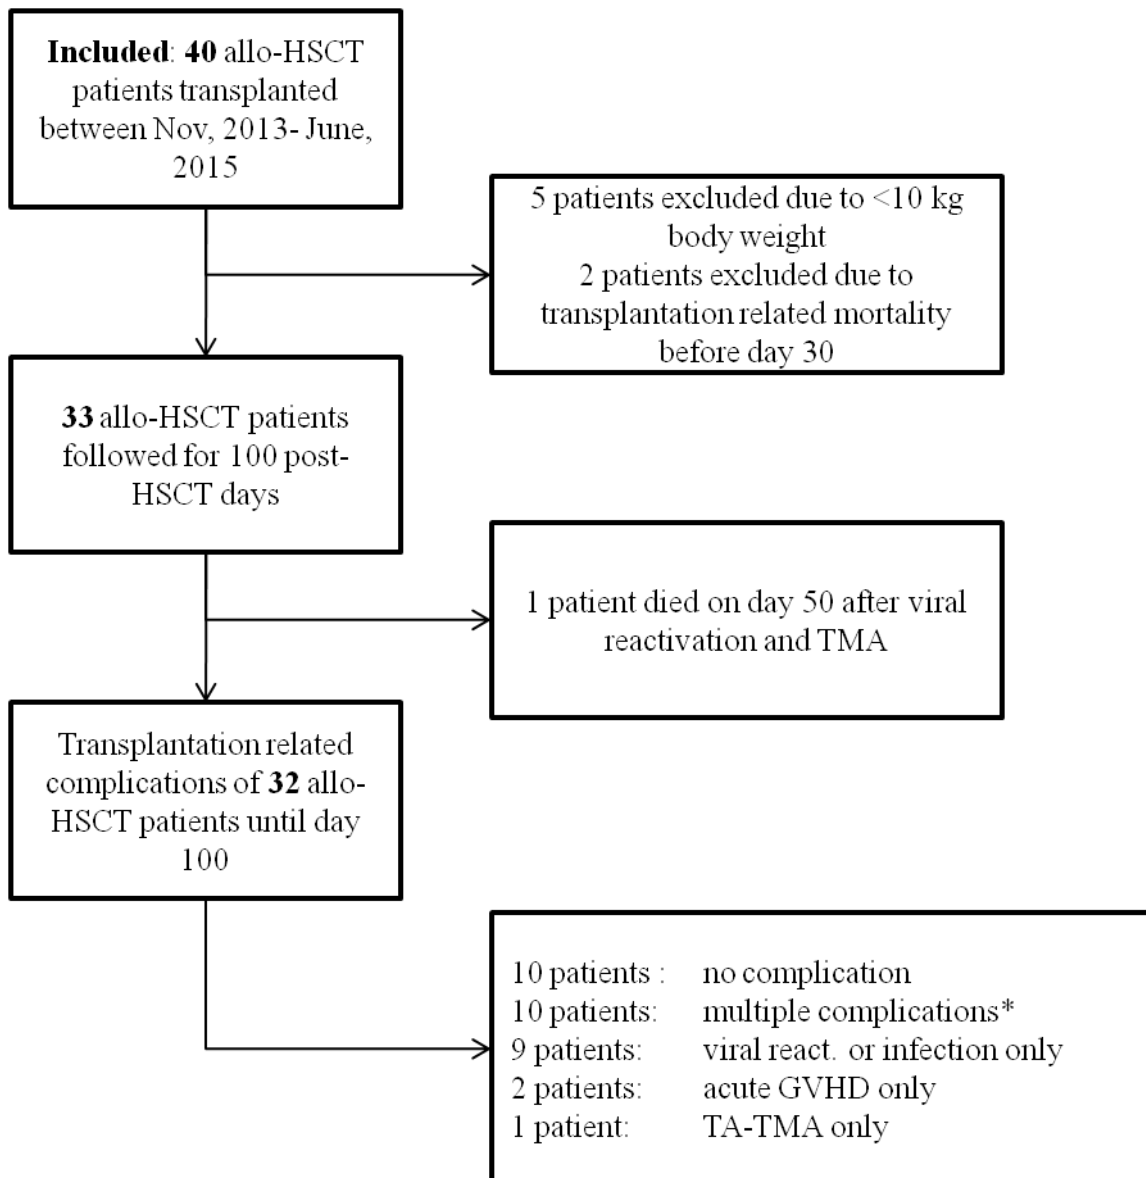 Included: 40 allo-HSCT
patients transplanted
between Nov, 2013- June,
2015
5 patients excluded due to <10 kg
body weight
2 patients excluded due to
transplantation related mortality
before day 30
33 allo-HSCT patients
followed for 100 post-
HSCT days
1 patient died on day 50 after viral
reactivation and TMA
Transplantation related
complications of 32 allo-
HSCT patients until day
100
10 patients : no complication
10 patients: multiple complications*
9 patients: viral react. or infection only
2 patients: acute GVHD only
1 patient: TA-TMA only